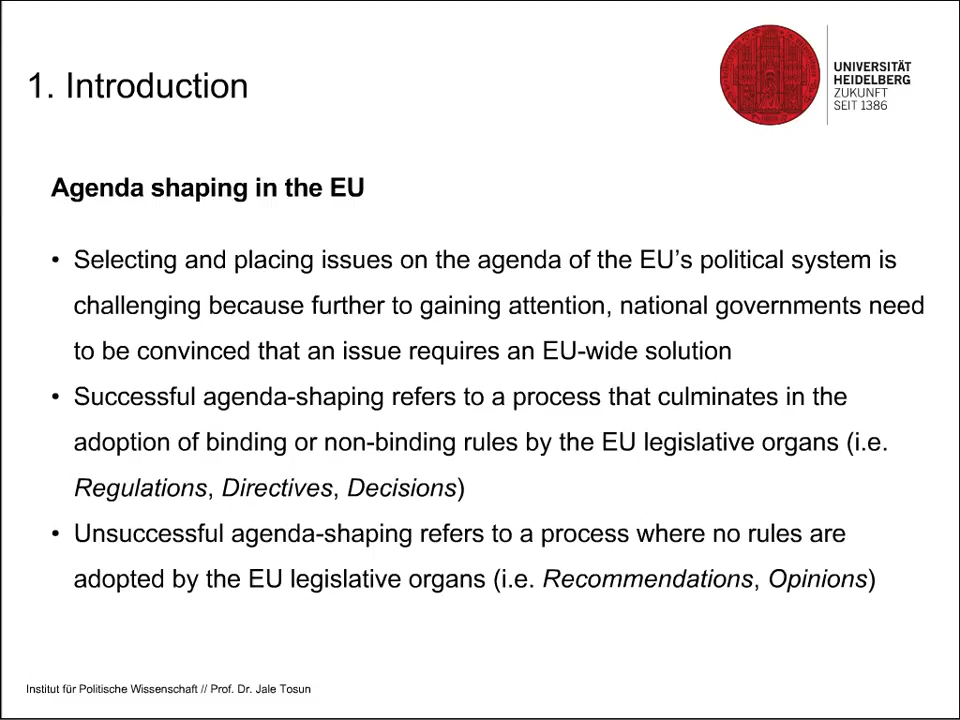 1. Introduction
UNIVERSITÄT
HEIDELBERG
ZUKUNFT
SEIT 1386
Agenda shaping in the EU
• Selecting and placing issues on the agenda of the EU’s political system is
challenging because further to gaining attention, national governments need
to be convinced that an issue requires an EU-wide solution
• Successful agenda-shaping refers to a process that culminates in the
adoption of binding or non-binding rules by the EU legislative organs (i.e.
Regulations, Directives, Decisions)
• Unsuccessful agenda-shaping refers to a process where no rules are
adopted by the EU legislative organs (i.e. Recommendations, Opinions)
Institut für Politische Wissenschaft // Prof. Dr. Jale Tosun